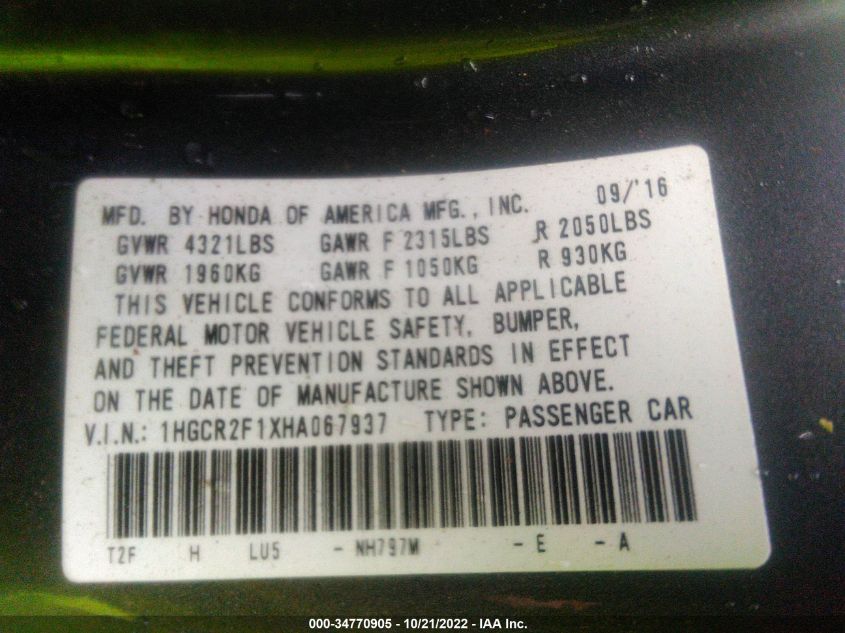 MFD. BY HONDA OF AMERICA MFG., INC. 09/'16
GVWR 4321LBS GAWR F 2315LBS R 2050LBS
GVWR 1960KG GAWR F 1050KG R 930KG
THIS VEHICLE CONFORMS TO ALL APPLICABLE
FEDERAL MOTOR VEHICLE SAFETY, BUMPER,
AND THEFT PREVENTION STANDARDS IN EFFECT
ON THE DATE OF MANUFACTURE SHOWN ABOVE.
V.I.N.: 1HGCR2F1XHA067937 TYPE: PASSENGER CAR
T2F H LU5 - NH797M - E - A
000-34770905 - 10/21/2022 - IAA Inc.